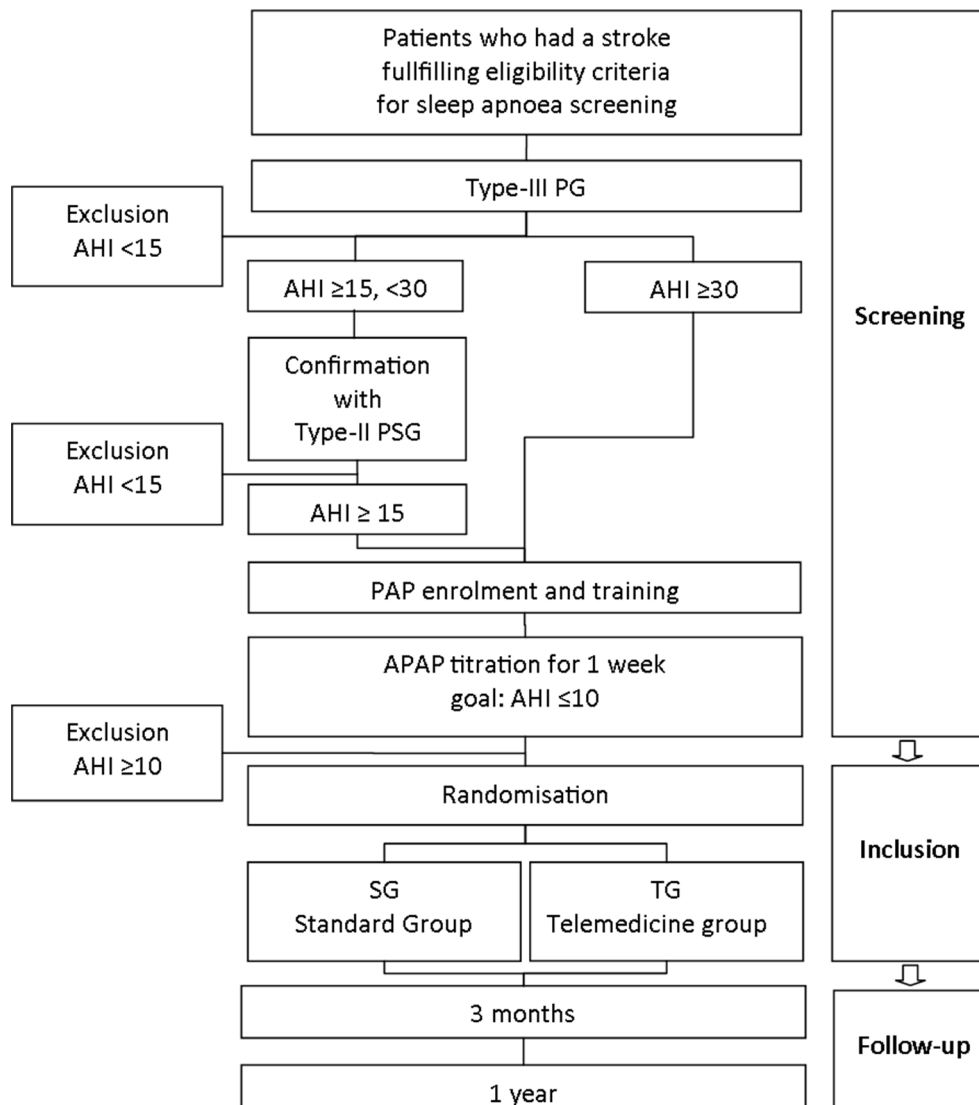 Patients who had a stroke
fullfilling eligibility criteria
for sleep apnoea screening
Type-III PG
Exclusion
AHI <15
AHI ≥15, <30
AHI ≥30
Screening
Confirmation
with
Type-II PSG
Exclusion
AHI <15
AHI ≥ 15
PAP enrolment and training
APAP titration for 1 week
goal: AHI ≤10
Exclusion
AHI ≥10
Randomisation
Inclusion
SG
Standard Group
TG
Telemedicine group
3 months
Follow-up
1 year